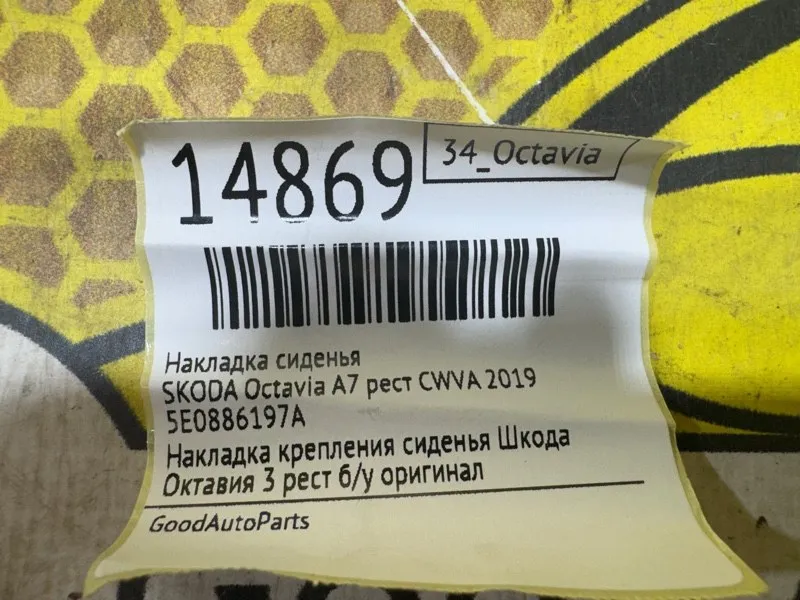 14869
34_Octavia
Накладка сиденья
SKODA Octavia A7 рест CWVA 2019
5E0886197A
Накладка крепления сиденья Шкода
Октавия 3 рест б/у оригинал
GoodAutoParts